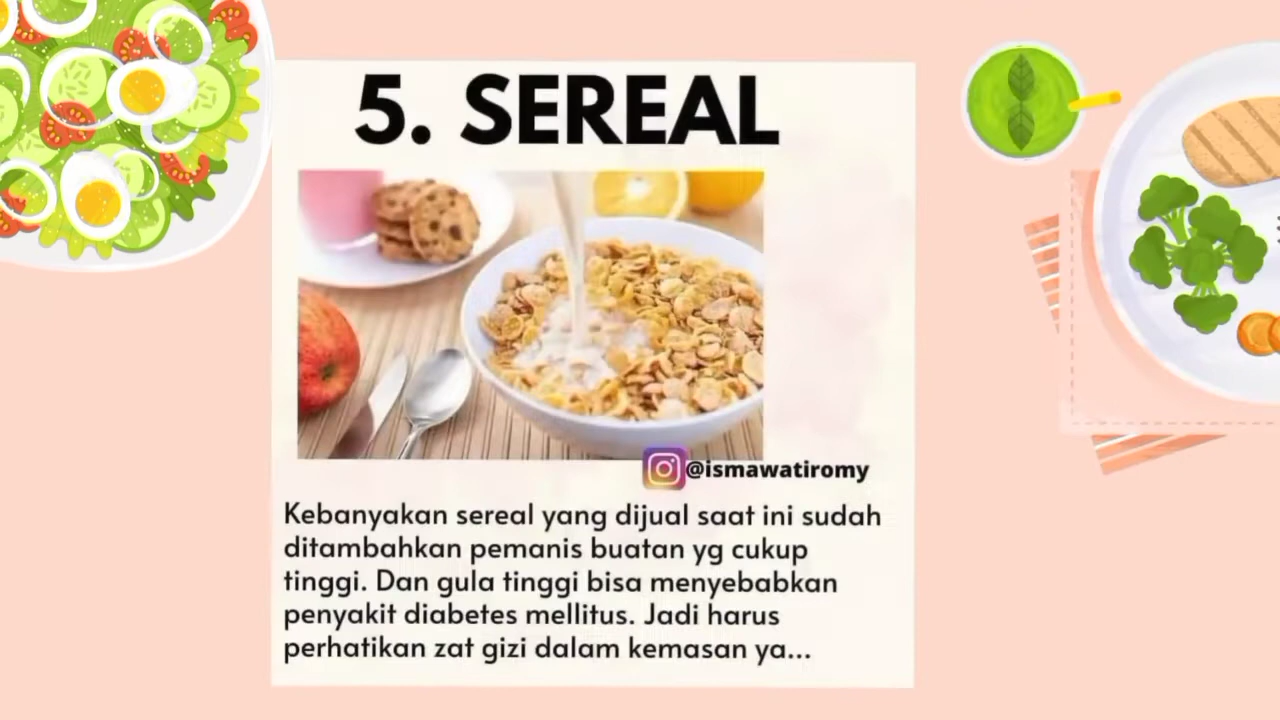 5. SEREAL
@ismawatiromy
Kebanyakan sereal yang dijual saat ini sudah
ditambahkan pemanis buatan yg cukup
tinggi. Dan gula tinggi bisa menyebabkan
penyakit diabetes mellitus. Jadi harus
perhatikan zat gizi dalam kemasan ya...